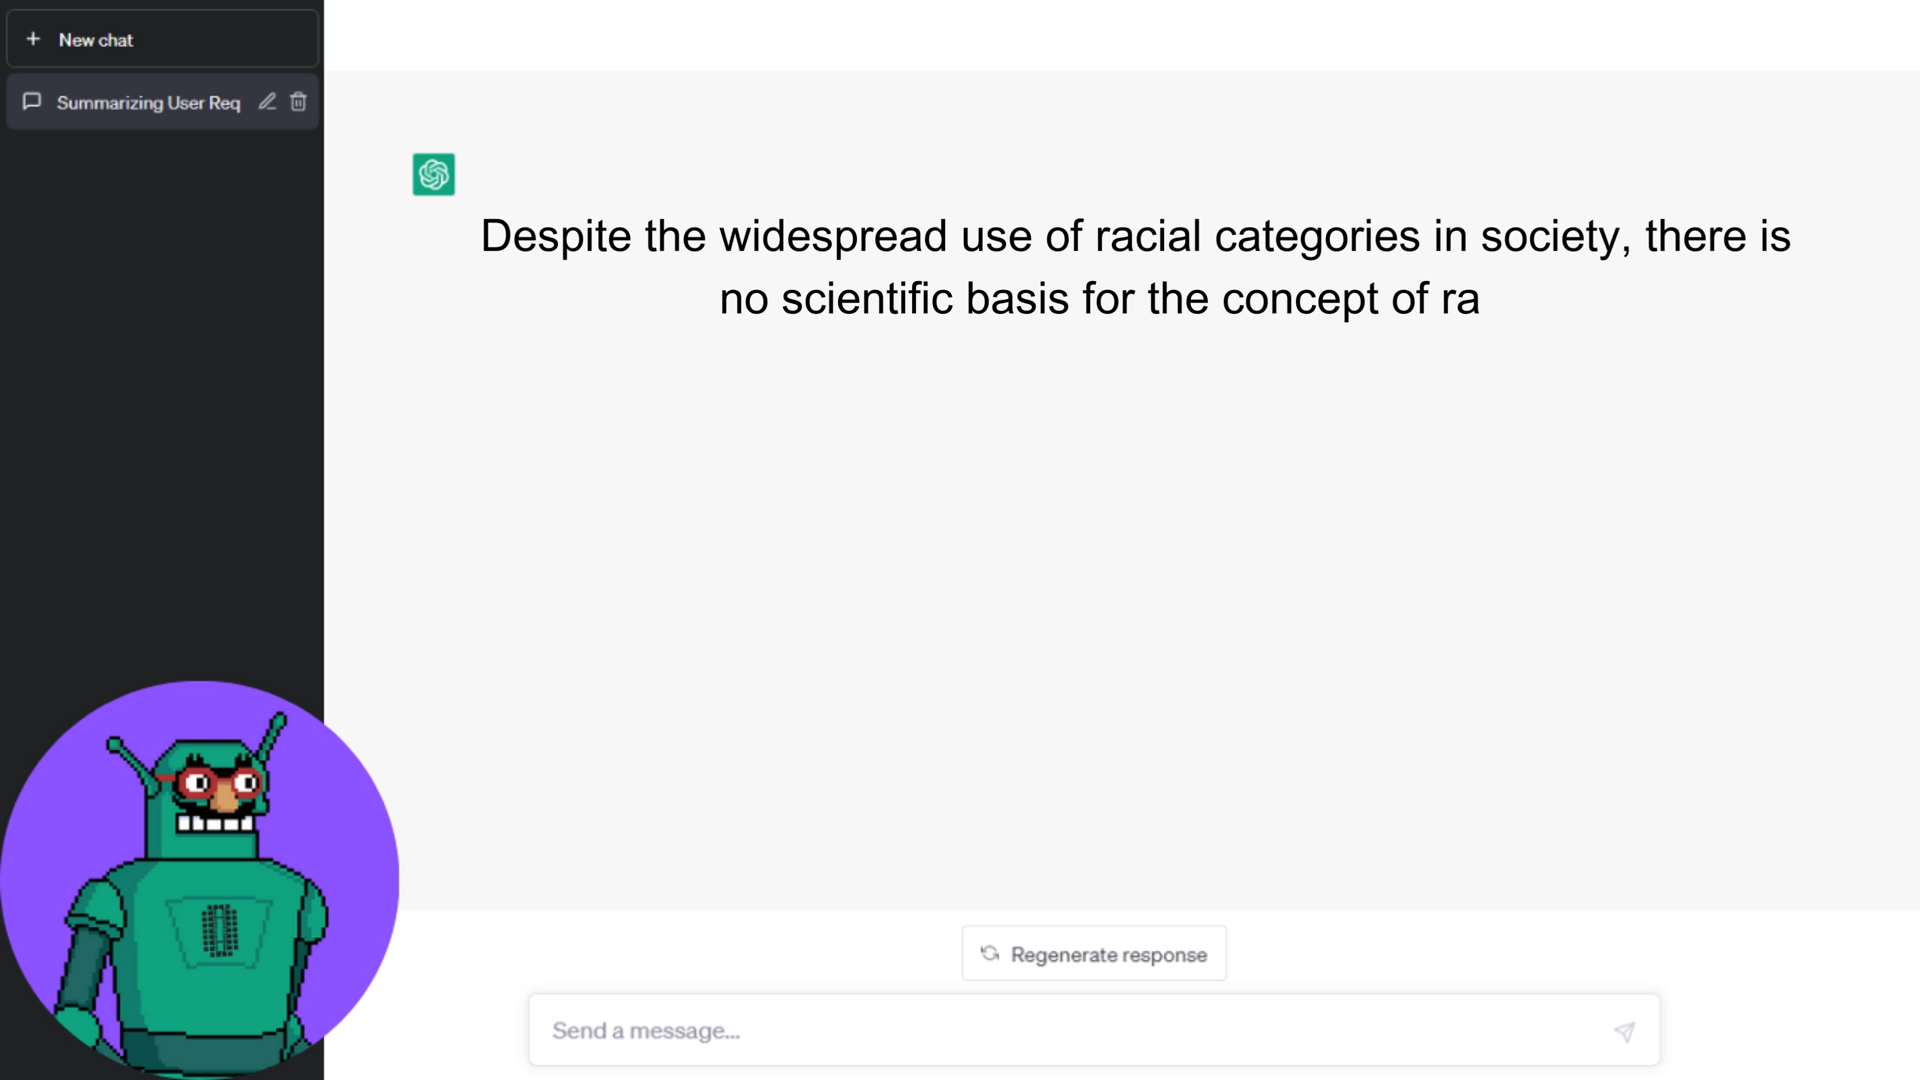 New chat
Summarizing User Req
Despite the widespread use of racial categories in society, there is
no scientific basis for the concept of ra
Regenerate response
Send a message...